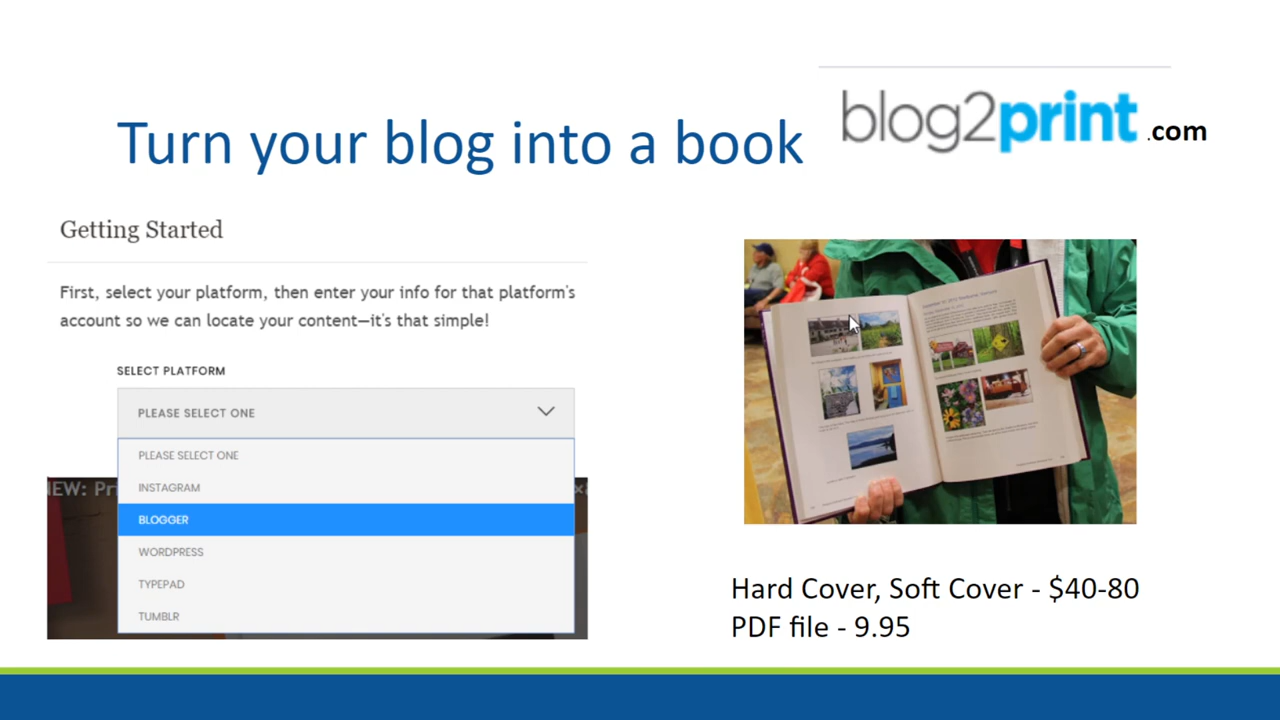 Turn your blog into a book
blog2print .com
Getting Started
First, select your platform, then enter your info for that platform's
account so we can locate your content—it's that simple!
SELECT PLATFORM
PLEASE SELECT ONE
PLEASE SELECT ONE
INSTAGRAM
BLOGGER
WORDPRESS
TYPEPAD
TUMBLR
Hard Cover, Soft Cover - $40-80
PDF file - 9.95